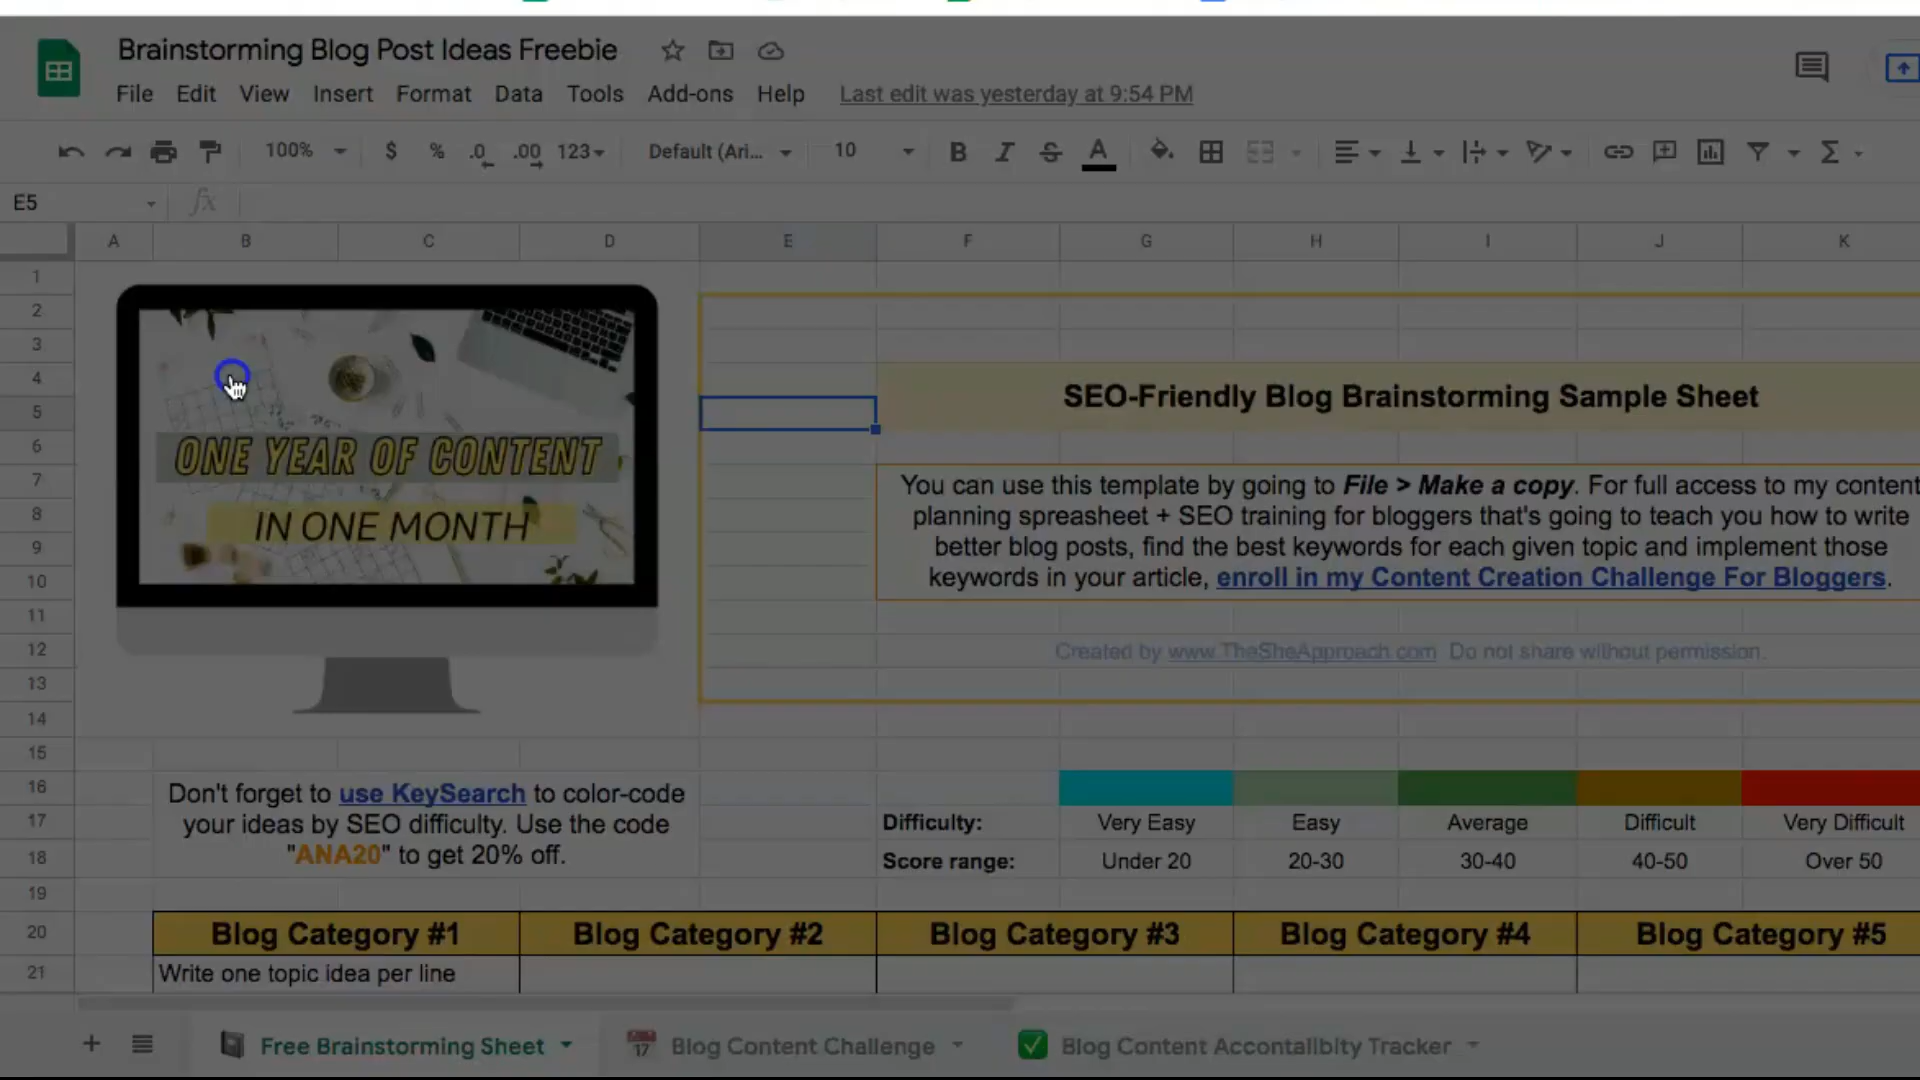 Brainstorming Blog Post Ideas Freebie
File Edit View Insert Format Data Tools Add-ons Help Last edit was yesterday at 9:54 PM
100% $ % .0 .00 123 Default (Ari... 10 B I S A
E5 fx
A B C D E F G H I J K
1
2
3
4
5
6
7
8
9
10
11
12
13
14
15
16
17
18
19
20
21
ONE YEAR OF CONTENT
IN ONE MONTH
SEO-Friendly Blog Brainstorming Sample Sheet
You can use this template by going to File > Make a copy. For full access to my content
planning spreasheet + SEO training for bloggers that's going to teach you how to write
better blog posts, find the best keywords for each given topic and implement those
keywords in your article, enroll in my Content Creation Challenge For Bloggers.
Created by www.TheSheApproach.com Do not share without permission.
Don't forget to use KeySearch to color-code
your ideas by SEO difficulty. Use the code
"ANA20" to get 20% off.
Difficulty: Very Easy Easy Average Difficult Very Difficult
Score range: Under 20 20-30 30-40 40-50 Over 50
Blog Category #1 Blog Category #2 Blog Category #3 Blog Category #4 Blog Category #5
Write one topic idea per line
Free Brainstorming Sheet 17 Blog Content Challenge Blog Content Accontalibity Tracker